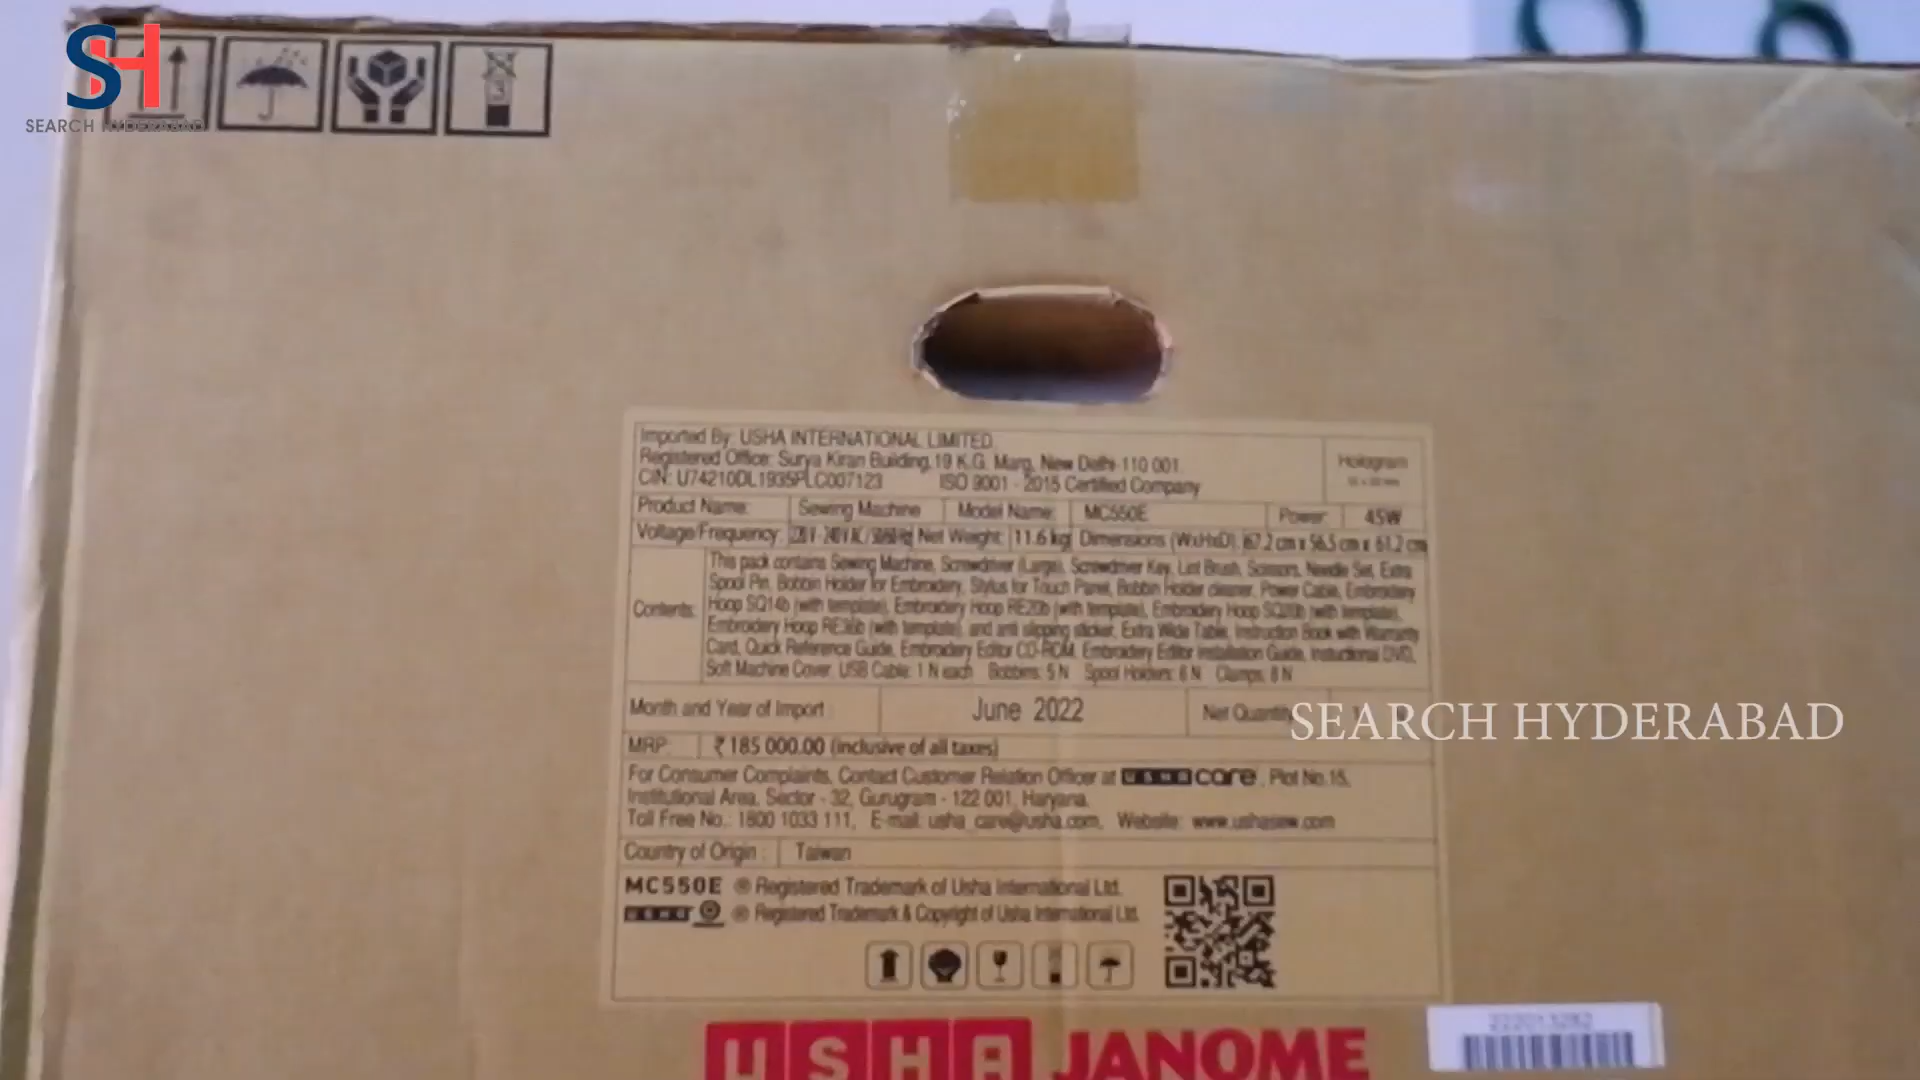 SH
SEARCH HYDERABAD
3
Imported By: USHA INTERNATIONAL LIMITED
Registered Office: Surya Kiran Building, 19 K.G. Marg, New Delhi-110 001
CIN: U74210DL1935PLC007123 ISO 9001 - 2015 Certified Company
Hologram
Product Name: Sewing Machine Model Name: MC550E Power: 45W
Voltage/Frequency: Net Weight: 11.6 kg Dimensions (WxHxD): 67.2 cm x 56.5 cm x 61.2 cm
Contents:
This pack contains Sewing Machine, Screwdriver (Large), Screwdriver Key, Lint Brush, Scissors, Needle Set, Extra
Spool Pin, Bobbin Holder for Embroidery, Stylus for Touch Panel, Bobbin Holder cleaner, Power Cable, Embroidery
Hoop SQ14b (with template), Embroidery Hoop RE20b (with template), Embroidery Hoop SQ20b (with template),
Embroidery Hoop RE36b (with template), and anti slipping sticker, Extra Wide Table, Instruction Book with Warranty
Card, Quick Reference Guide, Embroidery Editor CD-ROM, Embroidery Editor Installation Guide, Instuctional DVD,
Soft Machine Cover, USB Cable: 1 N each Bobbins: 5 N Spool Holders: 6 N Clamps: 8 N
Month and Year of Import : June 2022 Net Quantity
SEARCH HYDERABAD
MRP: ₹ 185 000.00 (inclusive of all taxes)
For Consumer Complaints, Contact Customer Relation Officer at USHA care, Plot No.15,
Institutional Area, Sector - 32, Gurugram - 122 001, Haryana.
Toll Free No.: 1800 1033 111, E-mail: usha_care@usha.com, Website: www.ushasew.com
Country of Origin : Taiwan
MC550E ® Registered Trademark of Usha International Ltd.
USHA ® Registered Trademark & Copyright of Usha International Ltd.
USHA JANOME